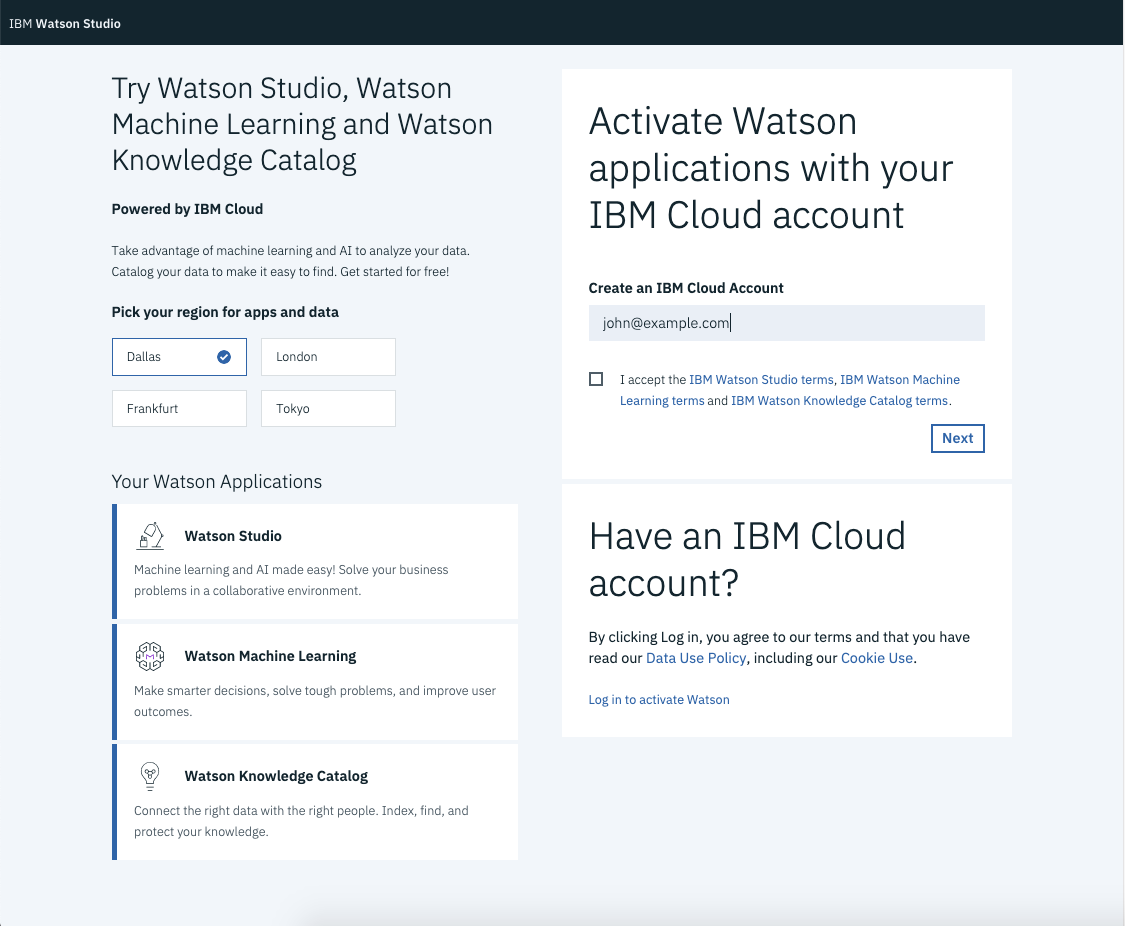 IBM Watson Studio
Try Watson Studio, Watson
Machine Learning and Watson
Knowledge Catalog
Powered by IBM Cloud
Take advantage of machine learning and AI to analyze your data.
Catalog your data to make it easy to find. Get started for free!
Pick your region for apps and data
Dallas
London
Frankfurt
Tokyo
Your Watson Applications
Watson Studio
Machine learning and AI made easy! Solve your business
problems in a collaborative environment.
Watson Machine Learning
Make smarter decisions, solve tough problems, and improve user
outcomes.
Watson Knowledge Catalog
Connect the right data with the right people. Index, find, and
protect your knowledge.
Activate Watson
applications with your
IBM Cloud account
Create an IBM Cloud Account
john@example.com
I accept the IBM Watson Studio terms, IBM Watson Machine
Learning terms and IBM Watson Knowledge Catalog terms.
Next
Have an IBM Cloud
account?
By clicking Log in, you agree to our terms and that you have
read our Data Use Policy, including our Cookie Use.
Log in to activate Watson